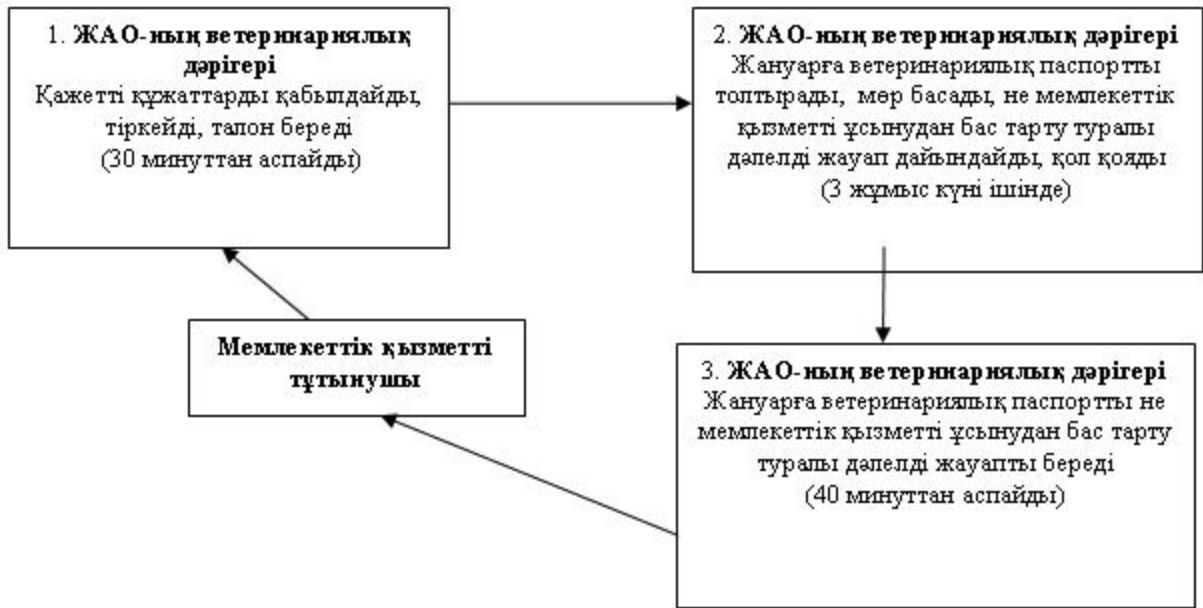 1. ЖАО-ның ветеринариялық
дәрігері
Қажетті құжаттарды қабылдайды,
тіркейді, талон береді
(30 минуттан аспайды)
2. ЖАО-ның ветеринариялық дәрігері
Жануарға ветеринариялық паспортты
толтырады, мөр басады, не мемлекеттік
қызметті ұсынудан бас тарту туралы
дәлелді жауап дайындайды, қол қояды
(3 жұмыс күні ішінде)
Мемлекеттік қызметті
тұтынушы
3. ЖАО-ның ветеринариялық дәрігері
Жануарға ветеринариялық паспортты не
мемлекеттік қызметті ұсынудан бас тарту
туралы дәлелді жауапты береді
(40 минуттан аспайды)